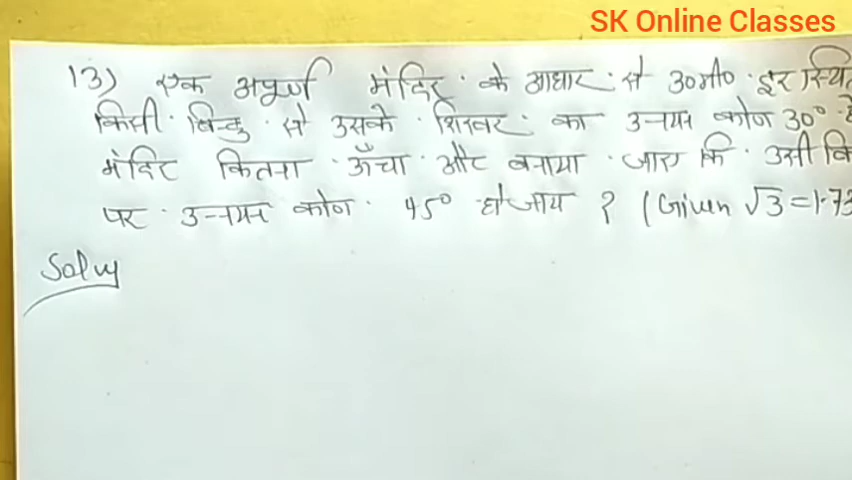 SK Online Classes
13) एक अपूर्ण मंदिर के आधार से 30मी० दूर स्थित
किसी बिन्दु से उसके शिखर का उन्नयन कोण 30° है
मंदिर कितना ऊँचा और बनाया जाए कि उसी
पर उन्नयन कोण 45° हो जाय ? (Given √3 = 1.73
Solu